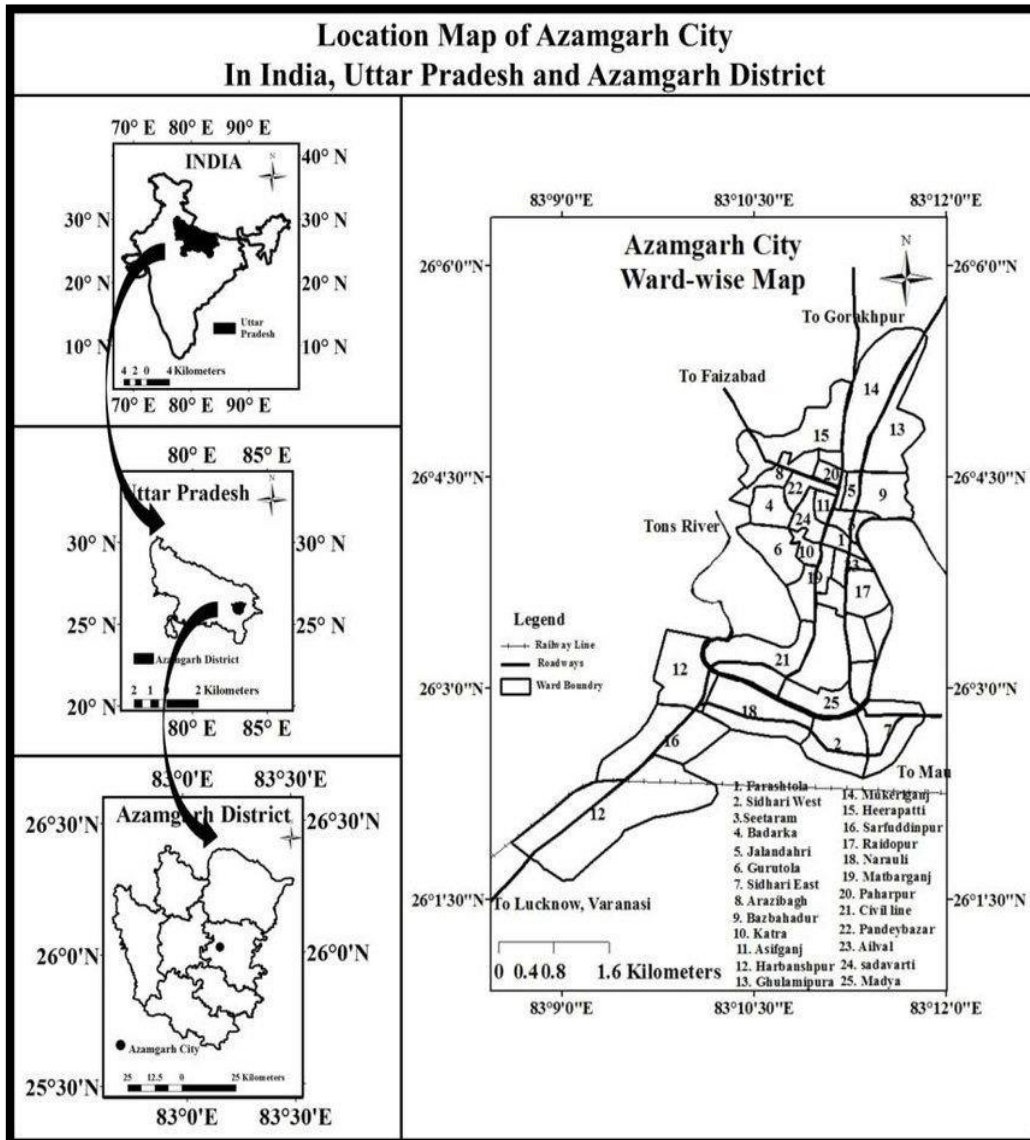 Location Map of Azamgarh City
In India, Uttar Pradesh and Azamgarh District
70° E 80° E 90° E
INDIA
N
40° N
30° N 30° N
20° N 20° N
10° N 10° N
Uttar
Pradesh
4 2 0 4 Kilometers
70° E 80° E 90° E
80° E 85° E
Uttar Pradesh
N
30° N 30° N
25° N 25° N
Azamgarh District
2 1 0 2 Kilometers
20° N 20° N
80° E 85° E
83°0'E 83°30'E
Azamgarh District
N
26°30'N 26°30'N
26°0'N 26°0'N
Azamgarh City
25 12.5 0 25 Kilometers
25°30'N 25°30'N
83°0'E 83°30'E
83°9'0"E 83°10'30"E 83°12'0"E
Azamgarh City
Ward-wise Map
N
26°6'0"N 26°6'0"N
To Gorakhpur
To Faizabad
14
13
15
26°4'30"N 26°4'30"N
8 20
22 5 9
4 11
24
Tons River
1
6 10
23
19 17
Legend
Railway Line
Roadways
Ward Boundary
21
12
26°3'0"N 26°3'0"N
25
18
7
16 2
To Mau
12
1. Farashtola
2. Sidhari West
3.Seetaram
4. Badarka
5. Jalandahri
6. Gurutola
7. Sidhari East
8. Arazibagh
9. Bazbahadur
10. Katra
11. Asifganj
12. Harbanshpur
13. Ghulamipura
14. Mukeriganj
15. Heerapatti
16. Sarfuddinpur
17. Raidopur
18. Narauli
19. Matbarganj
20. Paharpur
21. Civil line
22. Pandeybazar
23. Ailval
24. sadavarti
25. Madya
26°1'30"N 26°1'30"N
To Lucknow, Varanasi
0 0.4 0.8 1.6 Kilometers
83°9'0"E 83°10'30"E 83°12'0"E